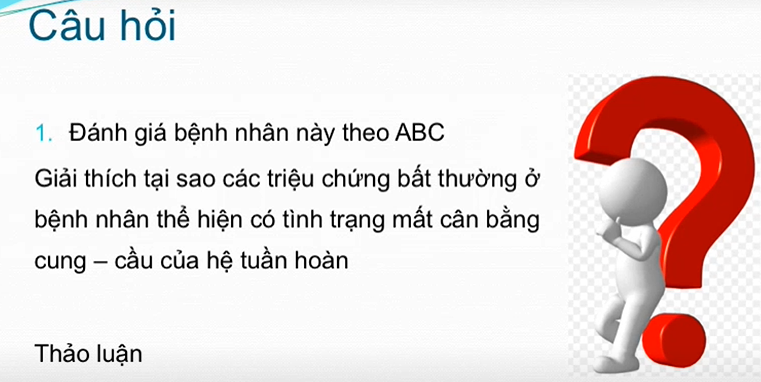 Câu hỏi
1. Đánh giá bệnh nhân này theo ABC
Giải thích tại sao các triệu chứng bất thường ở
bệnh nhân thể hiện có tình trạng mất cân bằng
cung – cầu của hệ tuần hoàn
Thảo luận